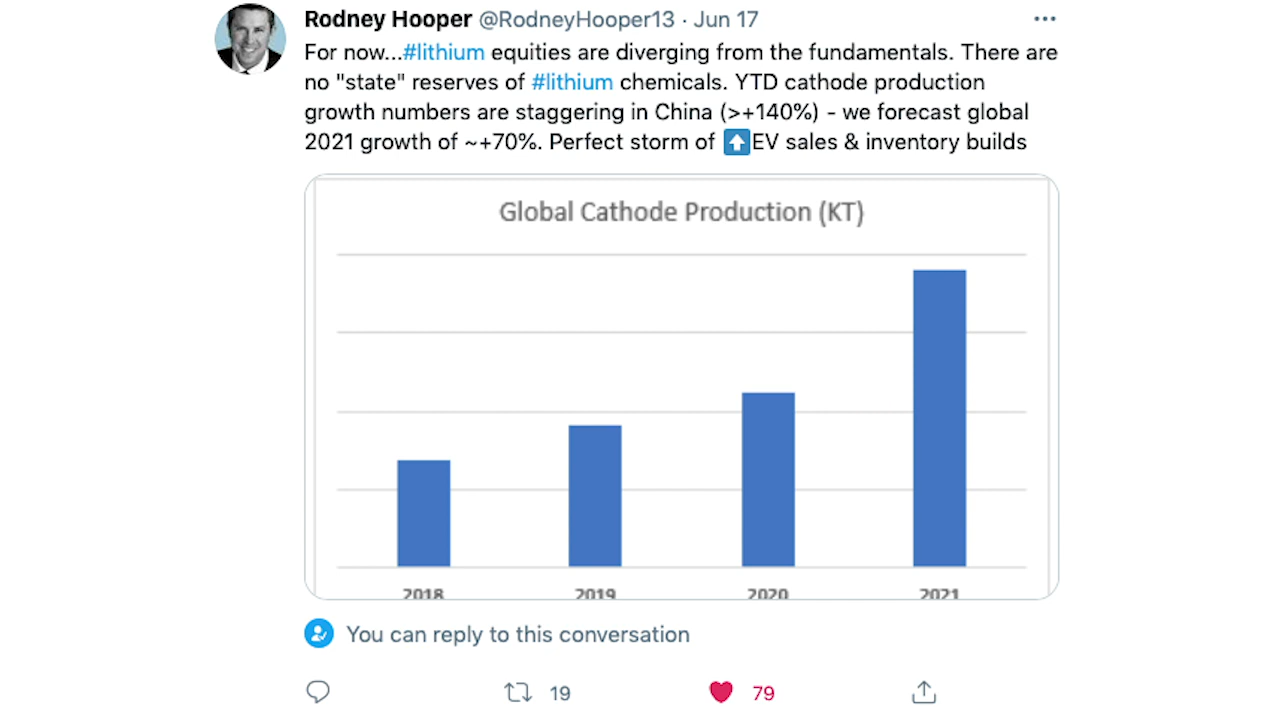 Rodney Hooper @RodneyHooper13 · Jun 17
For now...#lithium equities are diverging from the fundamentals. There are
no "state" reserves of #lithium chemicals. YTD cathode production
growth numbers are staggering in China (>+140%) - we forecast global
2021 growth of ~+70%. Perfect storm of ⬆️EV sales & inventory builds
Global Cathode Production (KT)
2018 2019 2020 2021
You can reply to this conversation
19 79